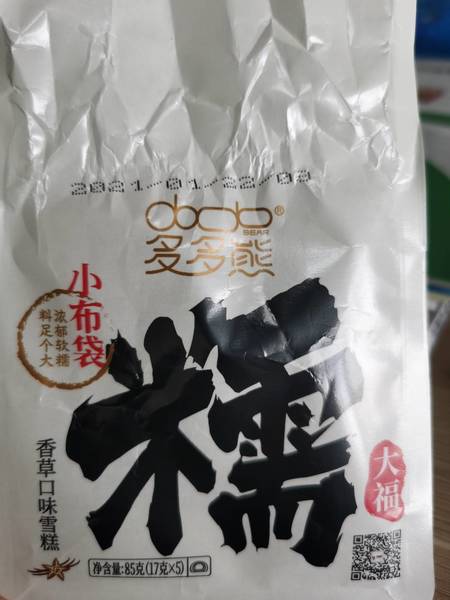 2021/01/22/03
dodo®
BEAR
多多熊
小布袋
浓郁软糯
料足个大
糯
大福
香草口味雪糕
净含量:85克(17克×5)